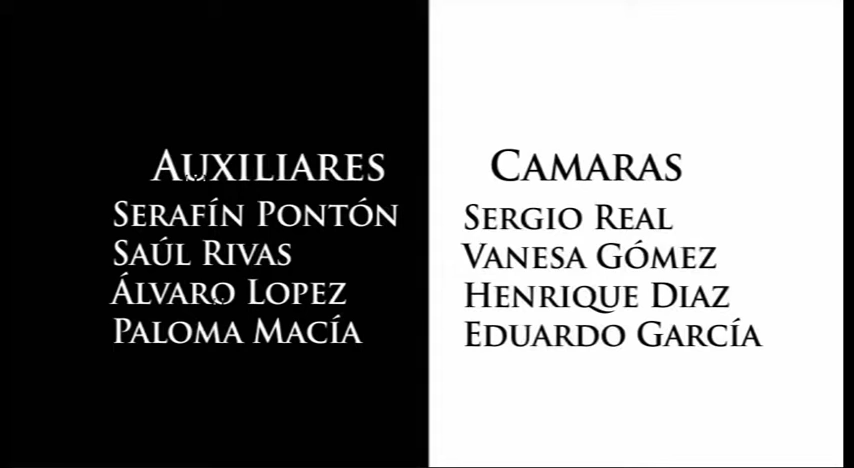 AUXILIARES
SERAFÍN PONTÓN
SAÚL RIVAS
ÁLVARO LOPEZ
PALOMA MACÍA
CAMARAS
SERGIO REAL
VANESA GÓMEZ
HENRIQUE DIAZ
EDUARDO GARCÍA